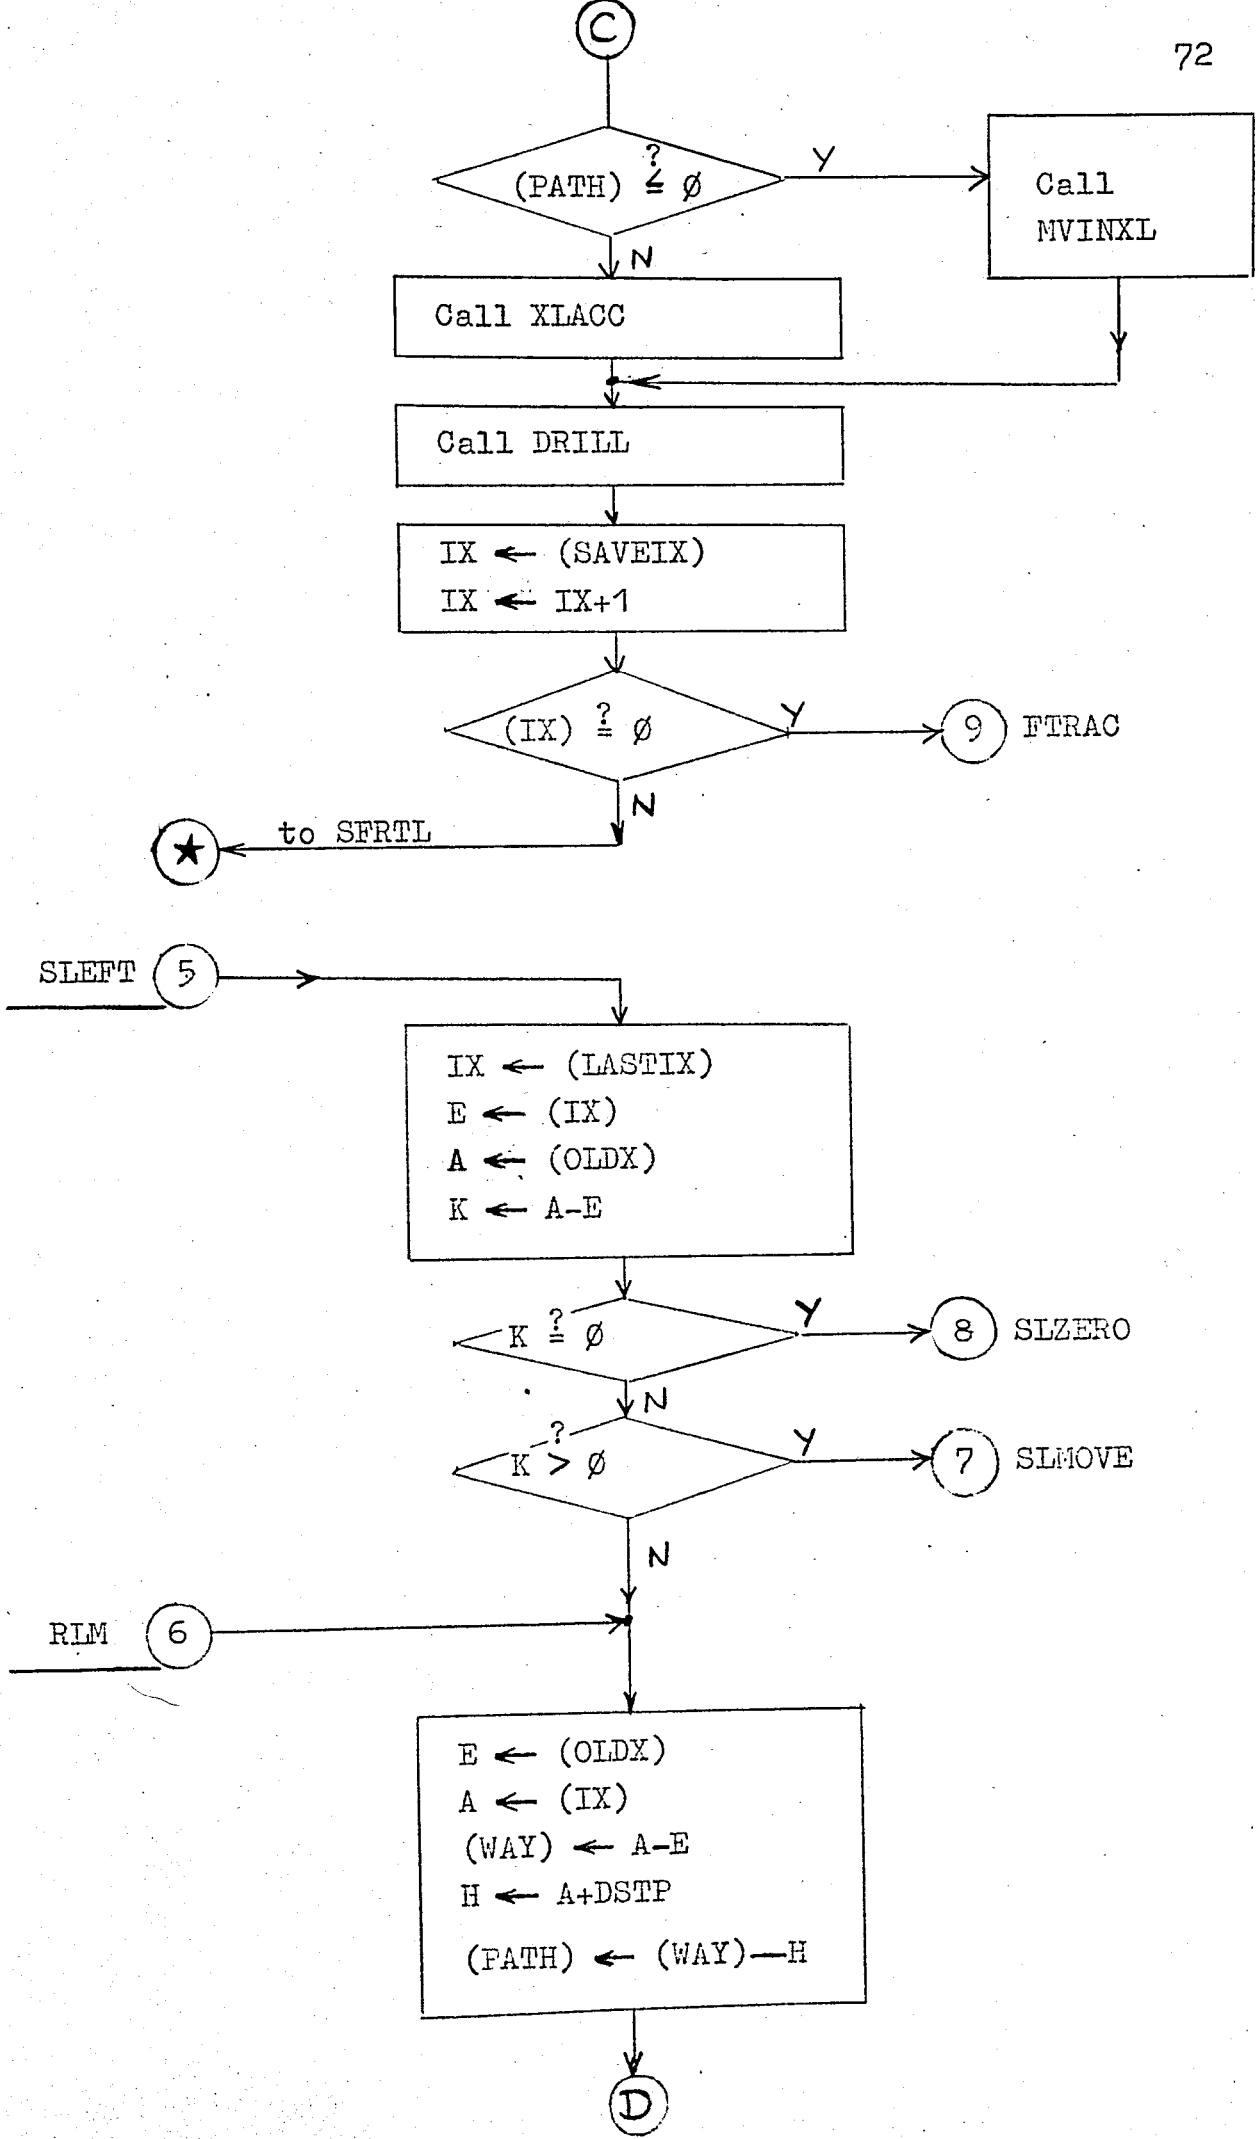 C
72
?
(PATH) ≤ Ø
Y
Call
MVINXL
N
Call XLACC
Call DRILL
IX ← (SAVEIX)
IX ← IX+1
?
(IX) = Ø
Y
9 FTRAC
N
★ to SFRTL
SLEFT 5
IX ← (LASTIX)
E ← (IX)
A ← (OLDX)
K ← A-E
?
K = Ø
Y
8 SLZERO
N
?
K > Ø
Y
7 SLMOVE
N
RLM 6
E ← (OLDX)
A ← (IX)
(WAY) ← A-E
H ← A+DSTP
(PATH) ← (WAY)—H
D